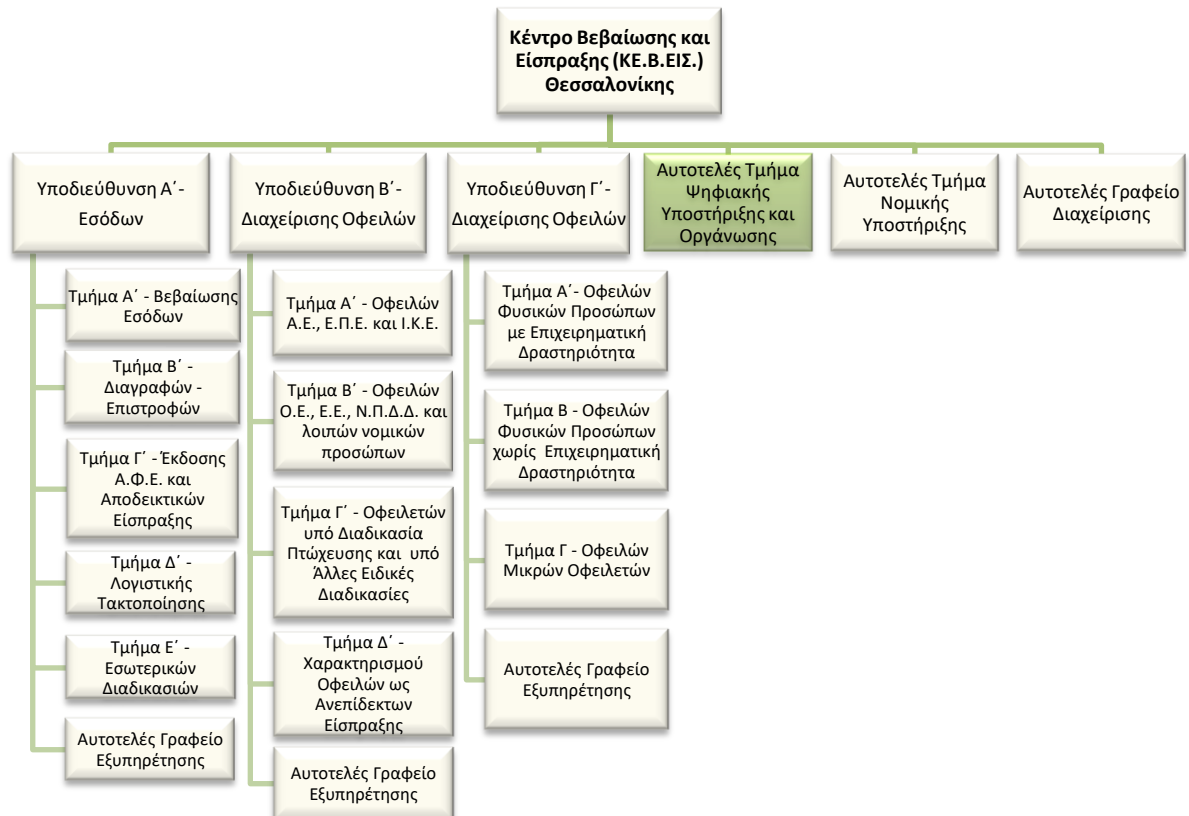 Κέντρο Βεβαίωσης και
Είσπραξης (ΚΕ.Β.ΕΙΣ.)
Θεσσαλονίκης
Υποδιεύθυνση Α΄-
Εσόδων
Υποδιεύθυνση Β΄-
Διαχείρισης Οφειλών
Υποδιεύθυνση Γ΄-
Διαχείρισης Οφειλών
Αυτοτελές Τμήμα
Ψηφιακής
Υποστήριξης και
Οργάνωσης
Αυτοτελές Τμήμα
Νομικής
Υποστήριξης
Αυτοτελές Γραφείο
Διαχείρισης
Τμήμα Α΄ - Βεβαίωσης
Εσόδων
Τμήμα Β΄ -
Διαγραφών -
Επιστροφών
Τμήμα Γ΄ - Έκδοσης
Α.Φ.Ε. και
Αποδεικτικών
Είσπραξης
Τμήμα Δ΄ -
Λογιστικής
Τακτοποίησης
Τμήμα Ε΄ -
Εσωτερικών
Διαδικασιών
Αυτοτελές Γραφείο
Εξυπηρέτησης
Τμήμα Α΄ - Οφειλών
Α.Ε., Ε.Π.Ε. και Ι.Κ.Ε.
Τμήμα Β΄ - Οφειλών
Ο.Ε., Ε.Ε., Ν.Π.Δ.Δ. και
λοιπών νομικών
προσώπων
Τμήμα Γ΄ - Οφειλετών
υπό Διαδικασία
Πτώχευσης και υπό
Άλλες Ειδικές
Διαδικασίες
Τμήμα Δ΄ -
Χαρακτηρισμού
Οφειλών ως
Ανεπίδεκτων
Είσπραξης
Αυτοτελές Γραφείο
Εξυπηρέτησης
Τμήμα Α΄- Οφειλών
Φυσικών Προσώπων
με Επιχειρηματική
Δραστηριότητα
Τμήμα Β - Οφειλών
Φυσικών Προσώπων
χωρίς Επιχειρηματική
Δραστηριότητα
Τμήμα Γ - Οφειλών
Μικρών Οφειλετών
Αυτοτελές Γραφείο
Εξυπηρέτησης